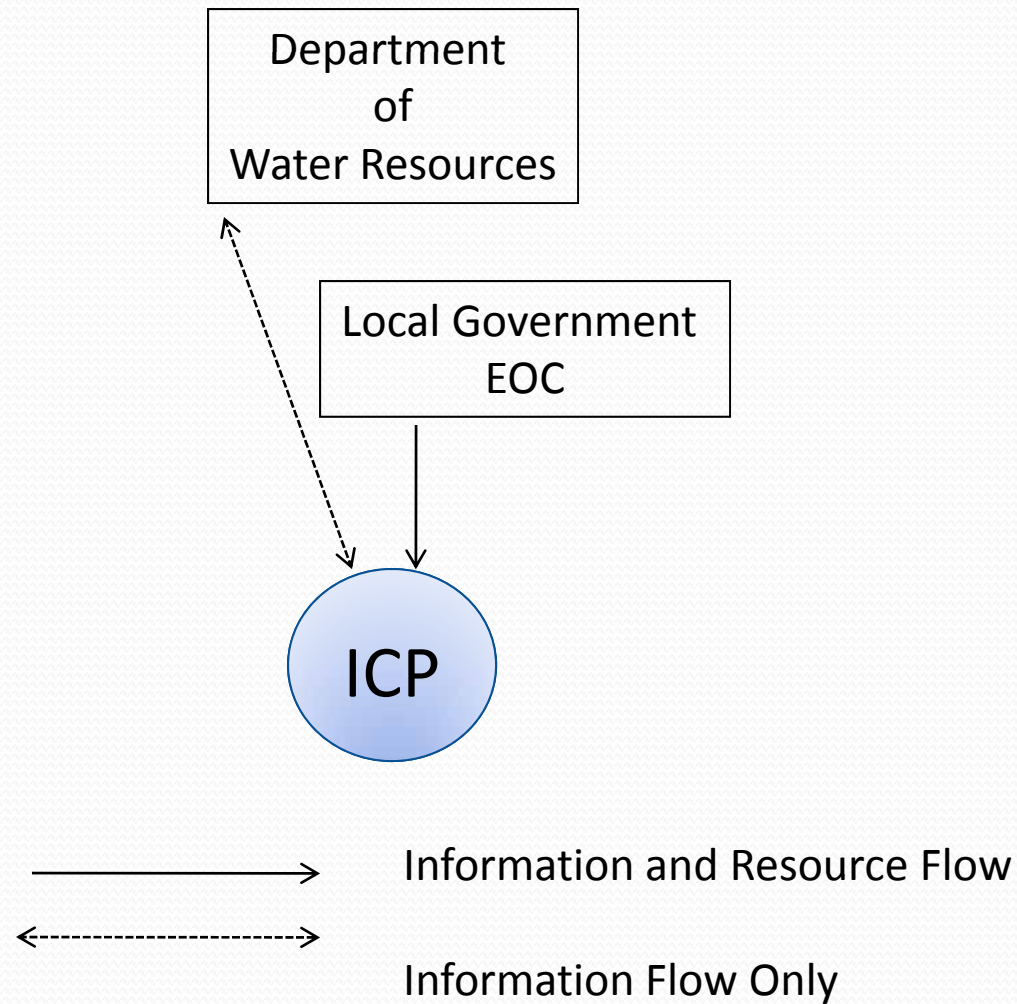 Department
of
Water Resources
Local Government
EOC
ICP
Information and Resource Flow
Information Flow Only